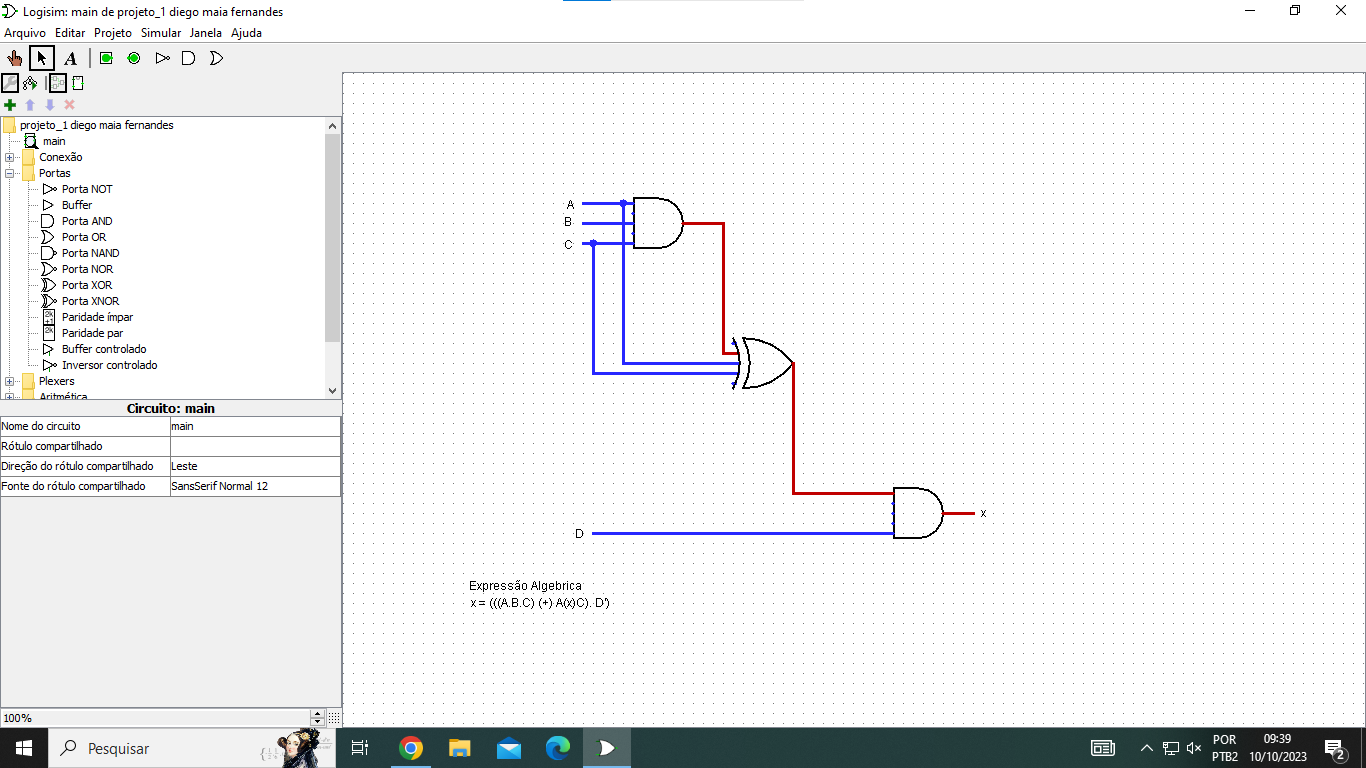 Logisim: main de projeto_1 diego maia fernandes
Arquivo Editar Projeto Simular Janela Ajuda
A
projeto_1 diego maia fernandes
main
Conexão
Portas
Porta NOT
Buffer
Porta AND
Porta OR
Porta NAND
Porta NOR
Porta XOR
Porta XNOR
Paridade ímpar
Paridade par
Buffer controlado
Inversor controlado
Plexers
Aritmética
Circuito: main
Nome do circuito main
Rótulo compartilhado
Direção do rótulo compartilhado Leste
Fonte do rótulo compartilhado SansSerif Normal 12
100%
A
B
C
D
x
Expressão Algebrica
x = (((A.B.C) (+) A(x)C). D')
Pesquisar
POR
PTB2
09:39
10/10/2023
2